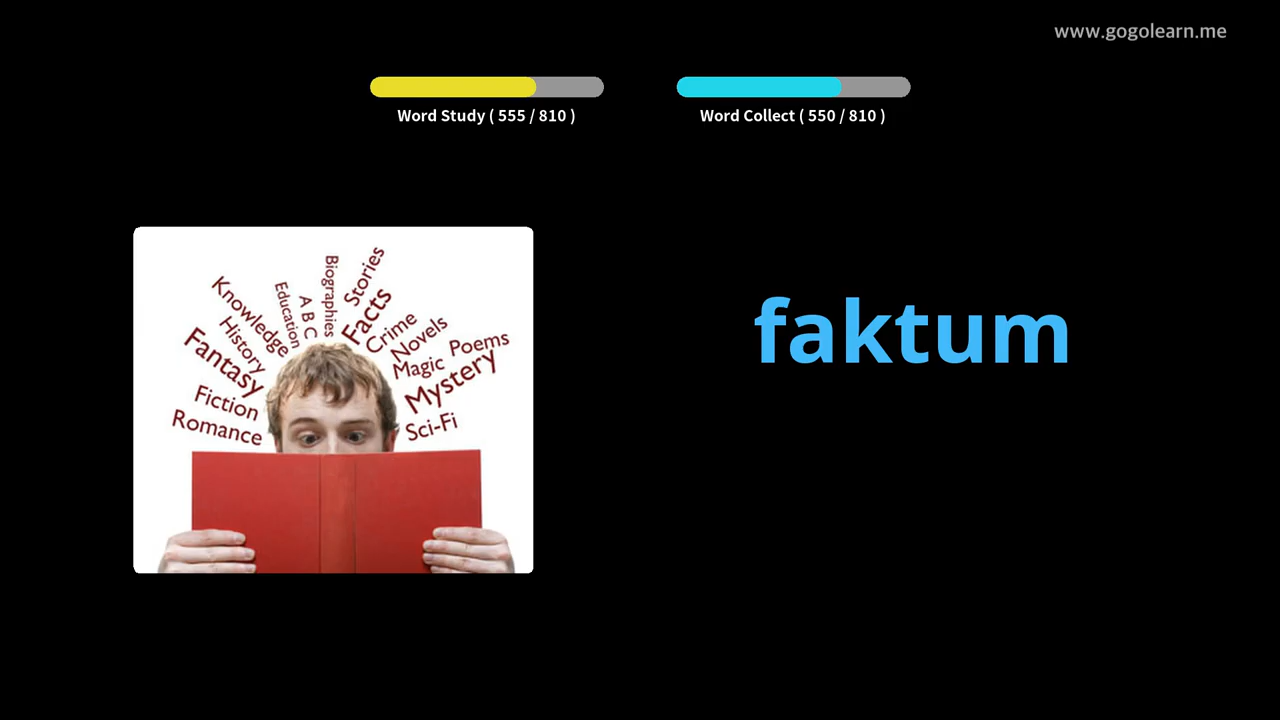 www.gogolearn.me
Word Study ( 555 / 810 )
Word Collect ( 550 / 810 )
faktum
Stories
Biographies
Education
A B C
Facts
Knowledge
Crime
History
Novels
Poems
Fantasy
Magic
Mystery
Fiction
Romance
Sci-Fi